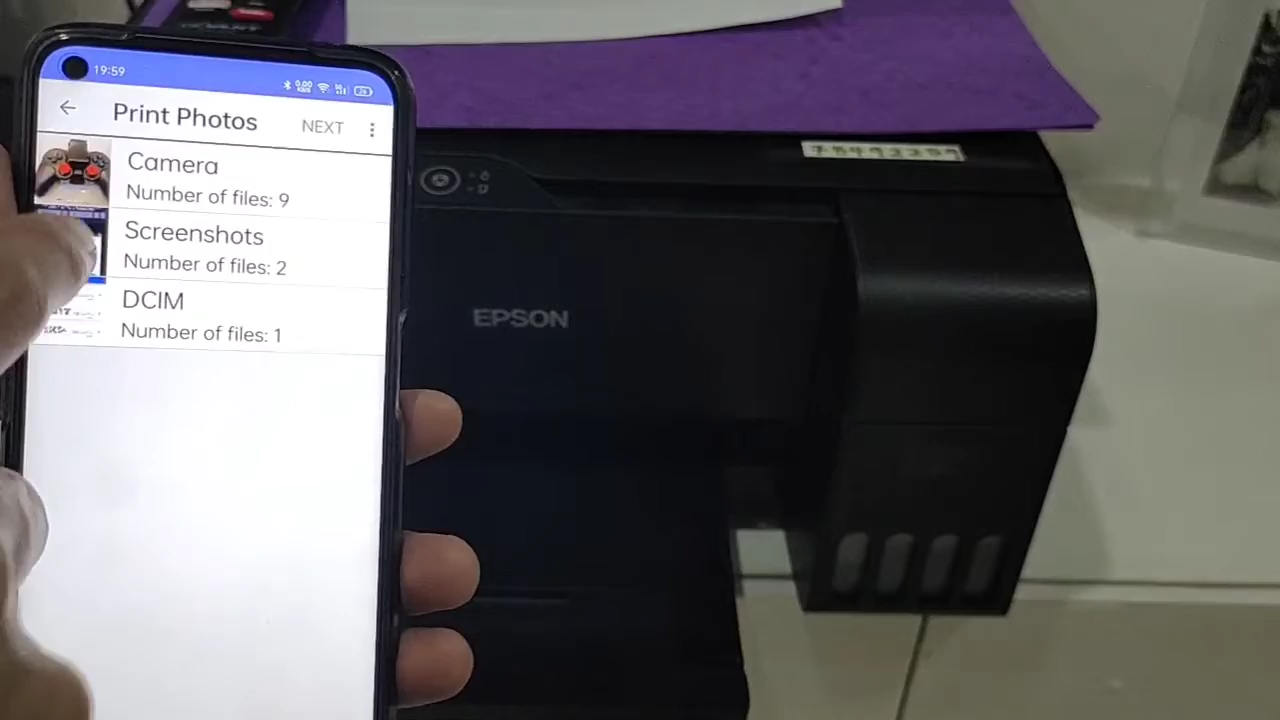 19:59
Print Photos
NEXT
Camera
Number of files: 9
Screenshots
Number of files: 2
DCIM
Number of files: 1
EPSON